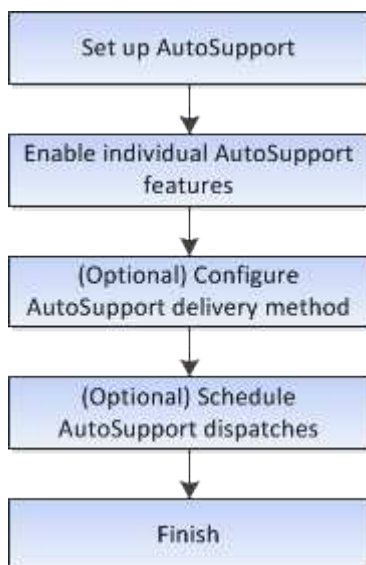 Set up AutoSupport
Enable individual AutoSupport
features
(Optional) Configure
AutoSupport delivery method
(Optional) Schedule
AutoSupport dispatches
Finish